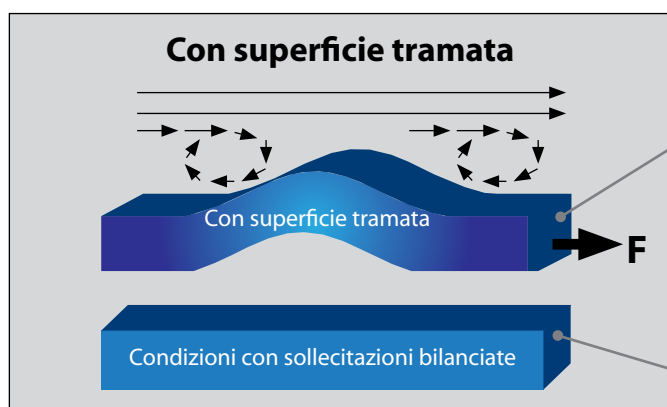 Con superficie tramata
Con superficie tramata
F
Condizioni con sollecitazioni bilanciate